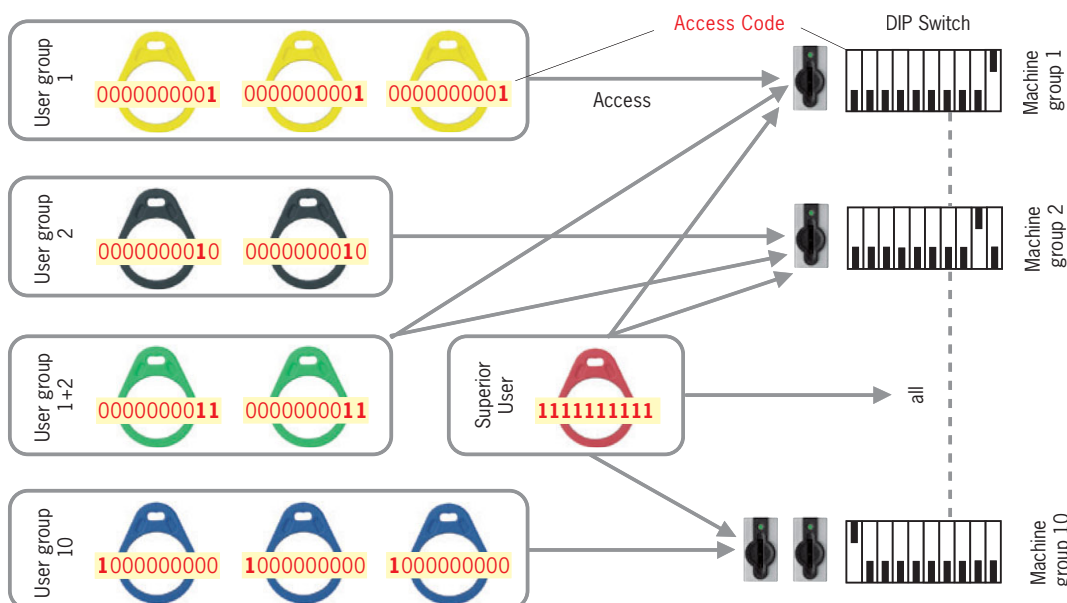 Access Code
DIP Switch
User group
1
0000000001
0000000001
0000000001
Access
Machine
group 1
User group
2
0000000010
0000000010
Machine
group 2
User group
1+2
0000000011
0000000011
Superior
User
1111111111
all
User group
10
1000000000
1000000000
1000000000
Machine
group 10